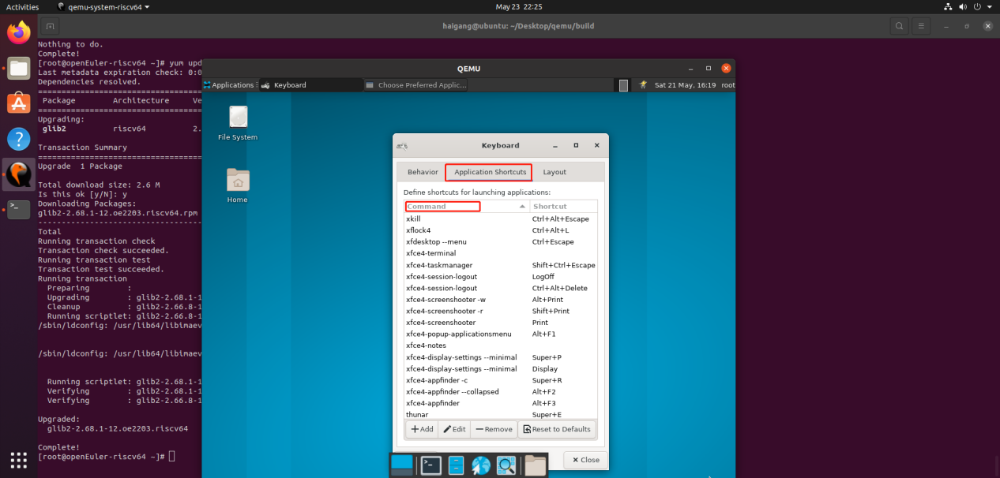 Activities
qemu-system-riscv64
May 23 22:25
haigang@ubuntu: ~/Desktop/qemu/build
Nothing to do.
Complete!
[root@openEuler-riscv64 ~]# yum upd
Last metadata expiration check: 0:0
Dependencies resolved.
================================
Package Architecture Ve
================================
Upgrading:
glib2 riscv64 2.
Transaction Summary
================================
Upgrade 1 Package
Total download size: 2.6 M
Is this ok [y/N]: y
Downloading Packages:
glib2-2.68.1-12.oe2203.riscv64.rpm
--------------------------------
Total
Running transaction check
Transaction check succeeded.
Running transaction test
Transaction test succeeded.
Running transaction
Preparing :
Upgrading : glib2-2.68.1-1
Cleanup : glib2-2.66.8-1
Running scriptlet: glib2-2.66.8-1
/sbin/ldconfig: /usr/lib64/libimaev
/sbin/ldconfig: /usr/lib64/libimaev
Running scriptlet: glib2-2.68.1-1
Verifying : glib2-2.68.1-1
Verifying : glib2-2.66.8-1
Upgraded:
glib2-2.68.1-12.oe2203.riscv64
Complete!
[root@openEuler-riscv64 ~]#
QEMU
Applications
Keyboard
Choose Preferred Applic...
Sat 21 May, 16:19 root
File System
Home
Keyboard
Behavior Application Shortcuts Layout
Define shortcuts for launching applications:
Command Shortcut
xkill Ctrl+Alt+Escape
xflock4 Ctrl+Alt+L
xfdesktop --menu Ctrl+Escape
xfce4-terminal
xfce4-taskmanager Shift+Ctrl+Escape
xfce4-session-logout LogOff
xfce4-session-logout Ctrl+Alt+Delete
xfce4-screenshooter -w Alt+Print
xfce4-screenshooter -r Shift+Print
xfce4-screenshooter Print
xfce4-popup-applicationsmenu Alt+F1
xfce4-notes
xfce4-display-settings --minimal Super+P
xfce4-display-settings --minimal Display
xfce4-appfinder -c Super+R
xfce4-appfinder --collapsed Alt+F2
xfce4-appfinder Alt+F3
thunar Super+E
Add Edit Remove Reset to Defaults
Close